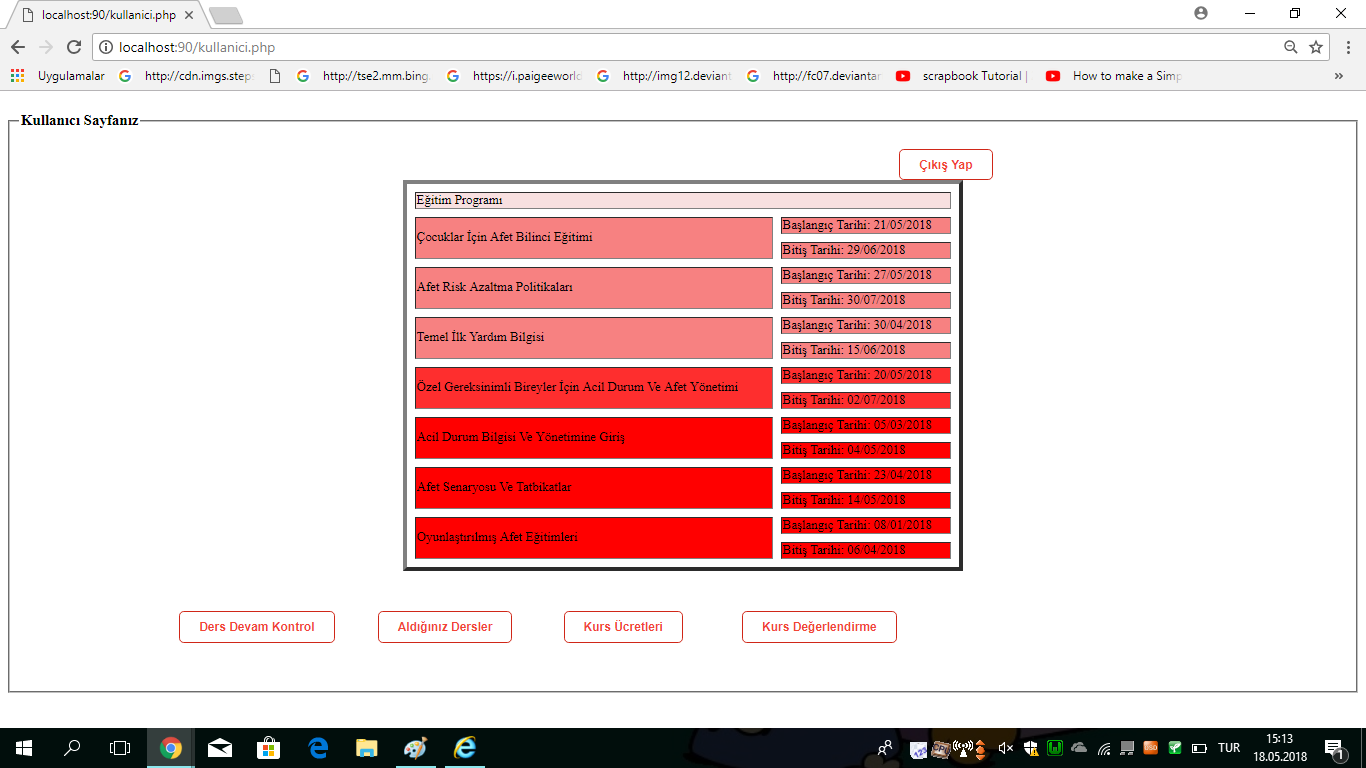 localhost:90/kullanici.php
localhost:90/kullanici.php
Uygulamalar http://cdn.imgs.steps http://tse2.mm.bing. https://i.paigeeworld http://img12.deviant http://fc07.deviantar scrapbook Tutorial | How to make a Simp »
Kullanıcı Sayfanız
Çıkış Yap
Eğitim Programı
Çocuklar İçin Afet Bilinci Eğitimi
Başlangıç Tarihi: 21/05/2018
Bitiş Tarihi: 29/06/2018
Afet Risk Azaltma Politikaları
Başlangıç Tarihi: 27/05/2018
Bitiş Tarihi: 30/07/2018
Temel İlk Yardım Bilgisi
Başlangıç Tarihi: 30/04/2018
Bitiş Tarihi: 15/06/2018
Özel Gereksinimli Bireyler İçin Acil Durum Ve Afet Yönetimi
Başlangıç Tarihi: 20/05/2018
Bitiş Tarihi: 02/07/2018
Acil Durum Bilgisi Ve Yönetimine Giriş
Başlangıç Tarihi: 05/03/2018
Bitiş Tarihi: 04/05/2018
Afet Senaryosu Ve Tatbikatlar
Başlangıç Tarihi: 23/04/2018
Bitiş Tarihi: 14/05/2018
Oyunlaştırılmış Afet Eğitimleri
Başlangıç Tarihi: 08/01/2018
Bitiş Tarihi: 06/04/2018
Ders Devam Kontrol Aldığınız Dersler Kurs Ücretleri Kurs Değerlendirme
TUR
15:13
18.05.2018
1